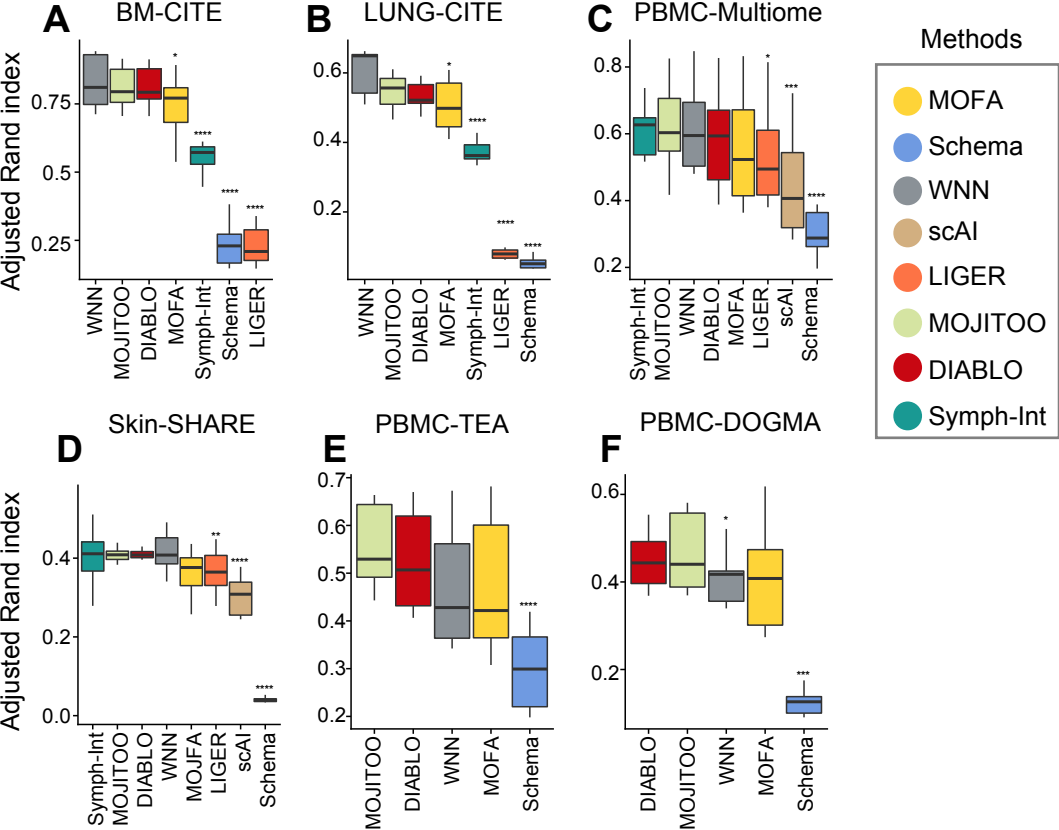 A
BM-CITE
Adjusted Rand index
0.75
0.5
0.25
*
****
****
****
WNN
MOJITOO
DIABLO
MOFA
Symph-Int
Schema
LIGER
B
LUNG-CITE
0.6
0.4
0.2
*
****
****
****
WNN
MOJITOO
DIABLO
MOFA
Symph-Int
LIGER
Schema
C
PBMC-Multiome
0.8
0.6
0.4
0.2
*
***
****
Symph-Int
MOJITOO
WNN
DIABLO
MOFA
LIGER
scAI
Schema
Methods
MOFA
Schema
WNN
scAI
LIGER
MOJITOO
DIABLO
Symph-Int
D
Skin-SHARE
Adjusted Rand index
0.4
0.2
0.0
**
****
****
Symph-Int
MOJITOO
DIABLO
WNN
MOJFA
LIGER
scAI
Schema
E
PBMC-TEA
0.7
0.6
0.5
0.4
0.3
0.2
****
MOJITOO
DIABLO
WNN
MOFA
Schema
F
PBMC-DOGMA
0.6
0.4
0.2
*
***
DIABLO
MOJITOO
WNN
MOFA
Schema